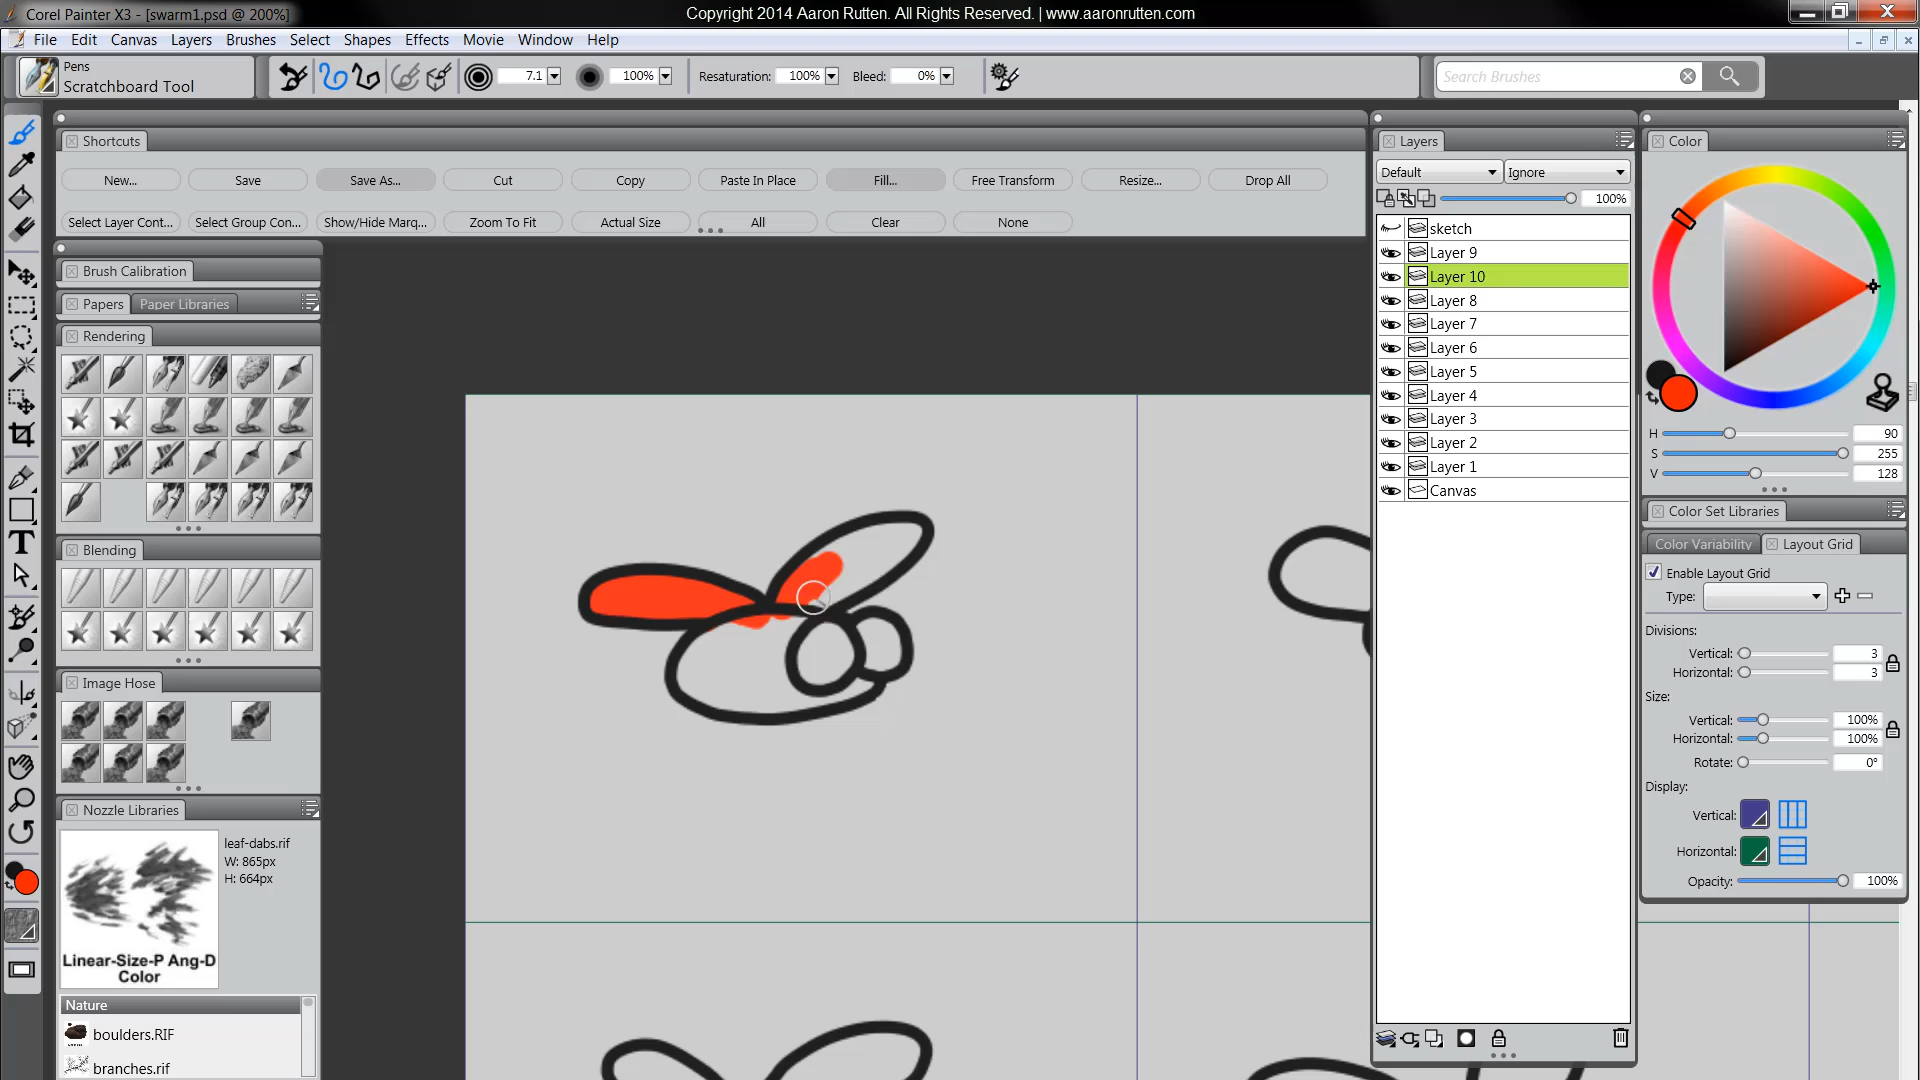 Corel Painter X3 - [swarm1.psd @ 200%]
Copyright 2014 Aaron Rutten. All Rights Reserved. | www.aaronrutten.com
File Edit Canvas Layers Brushes Select Shapes Effects Movie Window Help
Pens
Scratchboard Tool
7.1 100% Resaturation: 100% Bleed: 0%
Search Brushes
Shortcuts
New... Save Save As... Cut Copy Paste In Place Fill... Free Transform Resize... Drop All
Select Layer Cont... Select Group Con... Show/Hide Marq... Zoom To Fit Actual Size All Clear None
Brush Calibration
Papers Paper Libraries
Rendering
Blending
Image Hose
Nozzle Libraries
leaf-dabs.rif
W: 865px
H: 664px
Linear-Size-P Ang-D
Color
Nature
boulders.RIF
branches.rif
Layers
Default Ignore
100%
sketch
Layer 9
Layer 10
Layer 8
Layer 7
Layer 6
Layer 5
Layer 4
Layer 3
Layer 2
Layer 1
Canvas
Color
H 90
S 255
V 128
Color Set Libraries
Color Variability Layout Grid
Enable Layout Grid
Type:
Divisions:
Vertical: 3
Horizontal: 3
Size:
Vertical: 100%
Horizontal: 100%
Rotate: 0°
Display:
Vertical:
Horizontal:
Opacity: 100%